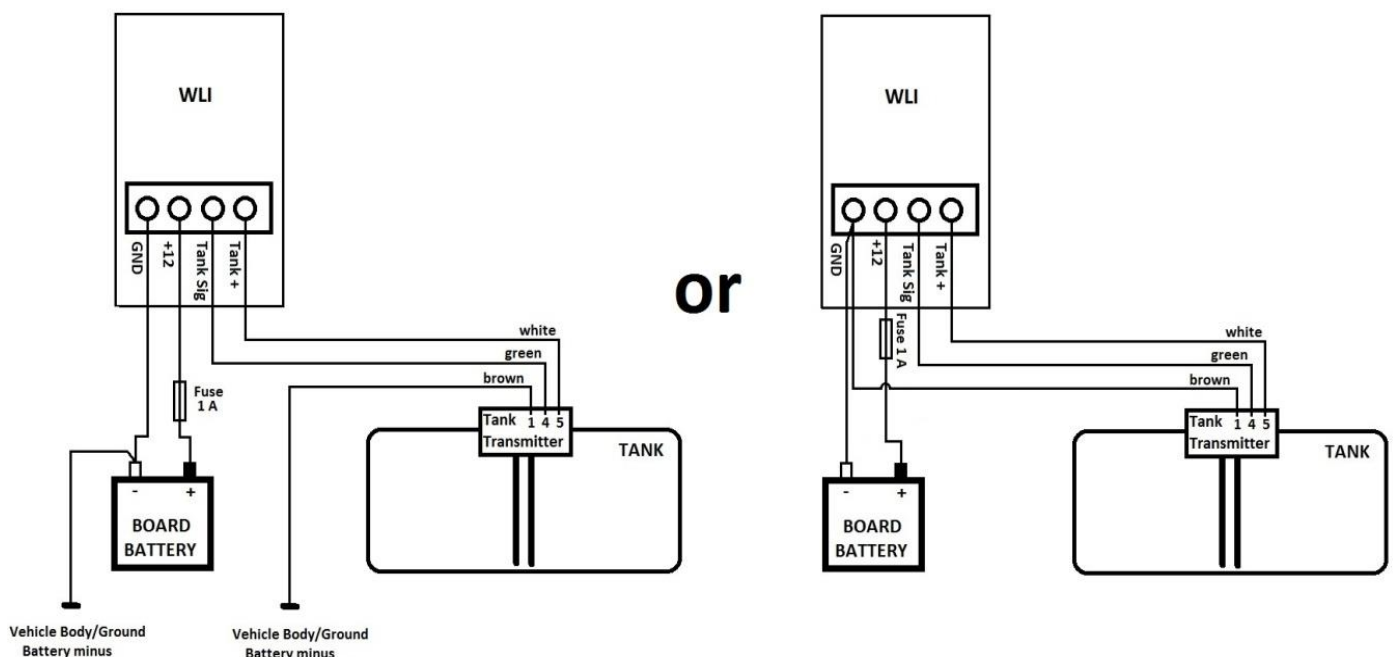 WLI
GND
+12
Tank Sig
Tank +
white
green
brown
Fuse
1 A
Tank 1 4 5
Transmitter
TANK
- +
BOARD
BATTERY
Vehicle Body/Ground
Battery minus
Vehicle Body/Ground
Battery minus
or
WLI
GND
+12
Tank Sig
Tank +
Fuse 1 A
white
green
brown
Tank 1 4 5
Transmitter
TANK
- +
BOARD
BATTERY